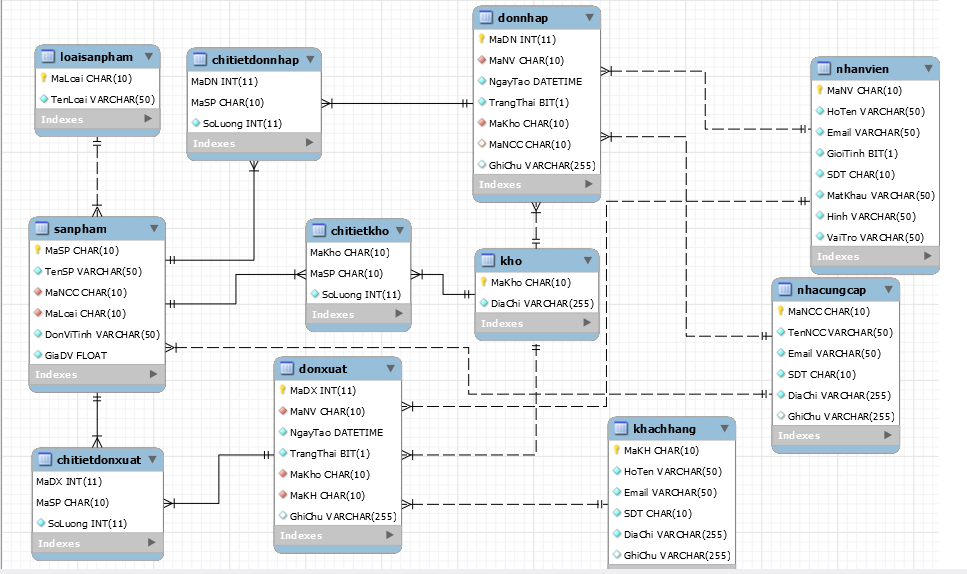 loaisanpham
MaLoai CHAR(10)
TenLoai VARCHAR(50)
Indexes
chitietdonnhap
MaDN INT(11)
MaSP CHAR(10)
SoLuong INT(11)
Indexes
donnhap
MaDN INT(11)
MaNV CHAR(10)
NgayTao DATETIME
TrangThai BIT(1)
MaKho CHAR(10)
MaNCC CHAR(10)
GhiChu VARCHAR(255)
Indexes
nhanvien
MaNV CHAR(10)
HoTen VARCHAR(50)
Email VARCHAR(50)
GioiTinh BIT(1)
SDT CHAR(10)
MatKhau VARCHAR(50)
Hinh VARCHAR(50)
VaiTro VARCHAR(50)
Indexes
sanpham
MaSP CHAR(10)
TenSP VARCHAR(50)
MaNCC CHAR(10)
MaLoai CHAR(10)
DonViTinh VARCHAR(50)
GiaDV FLOAT
Indexes
chitietkho
MaKho CHAR(10)
MaSP CHAR(10)
SoLuong INT(11)
Indexes
kho
MaKho CHAR(10)
DiaChi VARCHAR(255)
Indexes
nhacungcap
MaNCC CHAR(10)
TenNCC VARCHAR(50)
Email VARCHAR(50)
SDT CHAR(10)
DiaChi VARCHAR(255)
GhiChu VARCHAR(255)
Indexes
donxuat
MaDX INT(11)
MaNV CHAR(10)
NgayTao DATETIME
TrangThai BIT(1)
MaKho CHAR(10)
MaKH CHAR(10)
GhiChu VARCHAR(255)
Indexes
khachhang
MaKH CHAR(10)
HoTen VARCHAR(50)
Email VARCHAR(50)
SDT CHAR(10)
DiaChi VARCHAR(255)
GhiChu VARCHAR(255)
chitietdonxuat
MaDX INT(11)
MaSP CHAR(10)
SoLuong INT(11)
Indexes